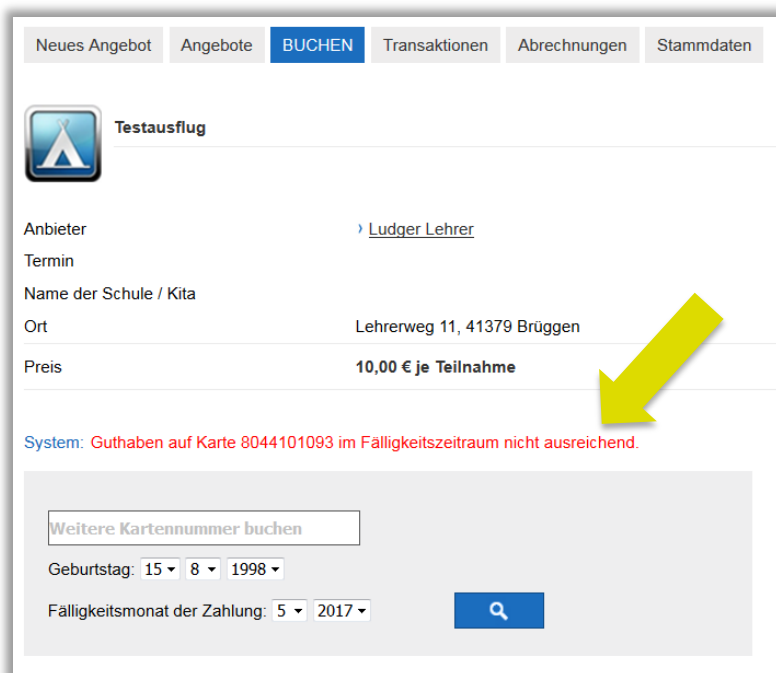 Neues Angebot Angebote BUCHEN Transaktionen Abrechnungen Stammdaten
Testausflug
Anbieter › Ludger Lehrer
Termin
Name der Schule / Kita
Ort Lehrerweg 11, 41379 Brüggen
Preis 10,00 € je Teilnahme
System: Guthaben auf Karte 8044101093 im Fälligkeitszeitraum nicht ausreichend.
Weitere Kartennummer buchen
Geburtstag: 15 8 1998
Fälligkeitsmonat der Zahlung: 5 2017